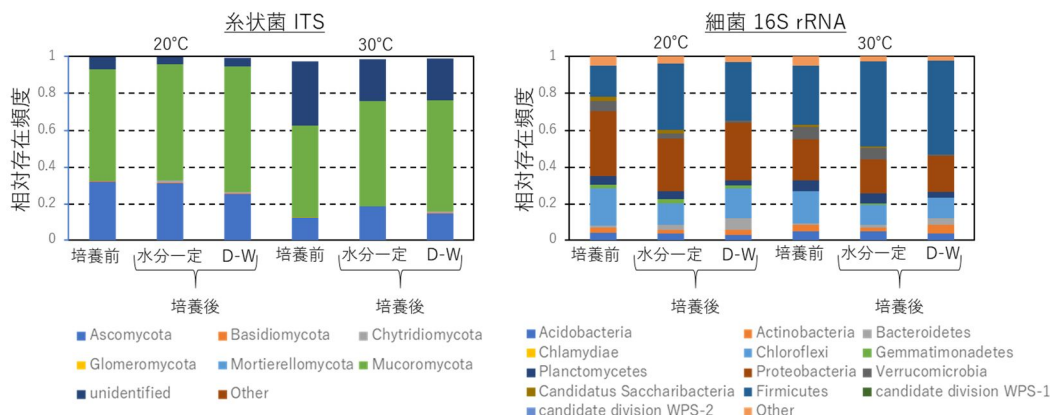 糸状菌 ITS
20°C
30°C
相対存在頻度
1
0.8
0.6
0.4
0.2
0
培養前
水分一定
D-W
培養前
水分一定
D-W
培養後
培養後
Ascomycota
Basidiomycota
Chytridiomycota
Glomeromycota
Mortierellomycota
Mucoromycota
unidentified
Other
細菌 16S rRNA
20°C
30°C
相対存在頻度
1
0.8
0.6
0.4
0.2
0
培養前
水分一定
D-W
培養前
水分一定
D-W
培養後
培養後
Acidobacteria
Actinobacteria
Bacteroidetes
Chlamydiae
Chloroflexi
Gemmatimonadetes
Planctomycetes
Proteobacteria
Verrucomicrobia
Candidatus Saccharibacteria
Firmicutes
candidate division WPS-1
candidate division WPS-2
Other